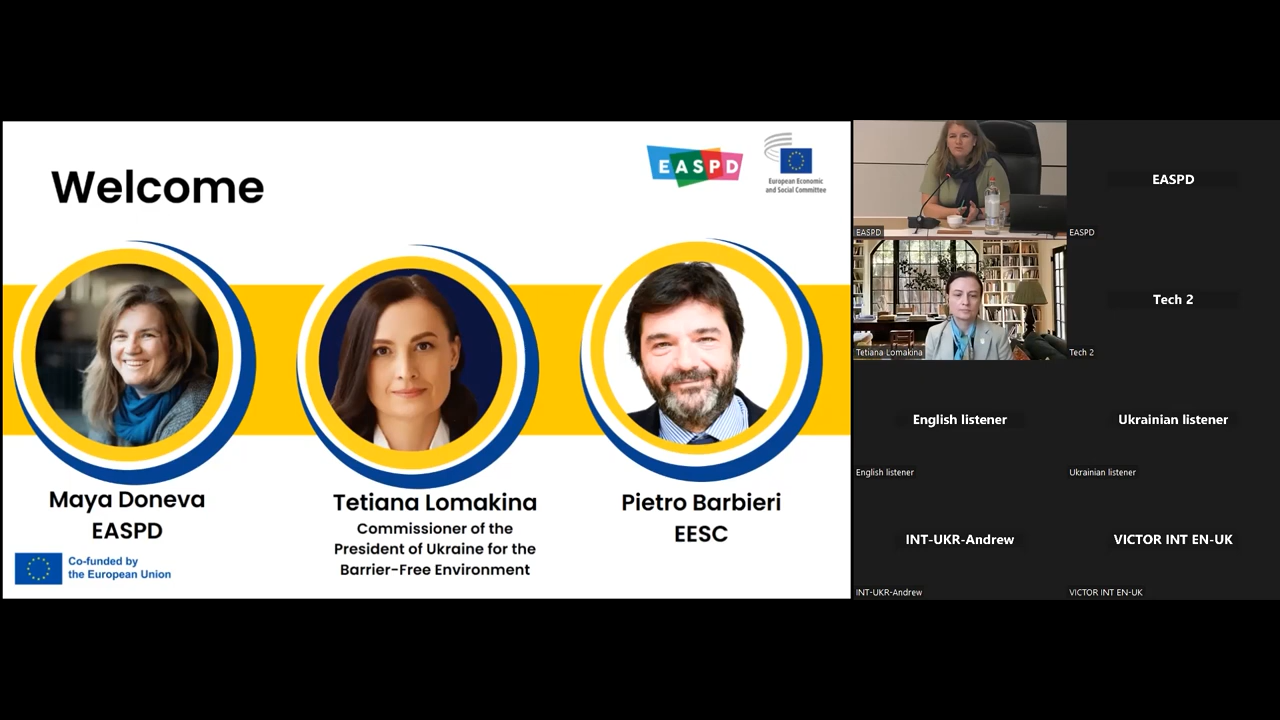 Welcome
EASPD
European Economic
and Social Committee
Maya Doneva
EASPD
Tetiana Lomakina
Commissioner of the
President of Ukraine for the
Barrier-Free Environment
Pietro Barbieri
EESC
Co-funded by
the European Union
EASPD
EASPD
EASPD
Tech 2
Tetiana Lomakina
Tech 2
English listener
Ukrainian listener
English listener
Ukrainian listener
INT-UKR-Andrew
VICTOR INT EN-UK
INT-UKR-Andrew
VICTOR INT EN-UK